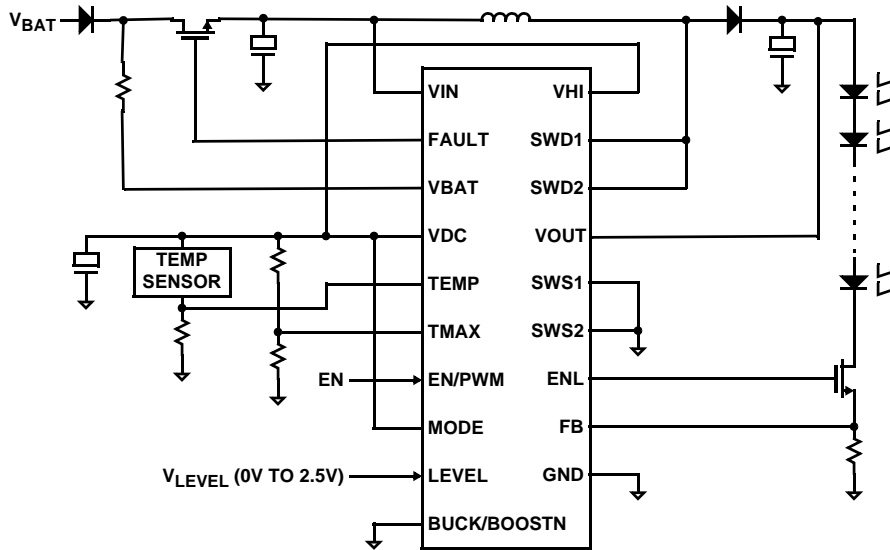 VBAT
VIN
VHI
FAULT
SWD1
VBAT
SWD2
VDC
VOUT
TEMP
SENSOR
TEMP
SWS1
TMAX
SWS2
EN
EN/PWM
ENL
MODE
FB
VLEVEL (0V TO 2.5V)
LEVEL
GND
BUCK/BOOSTN